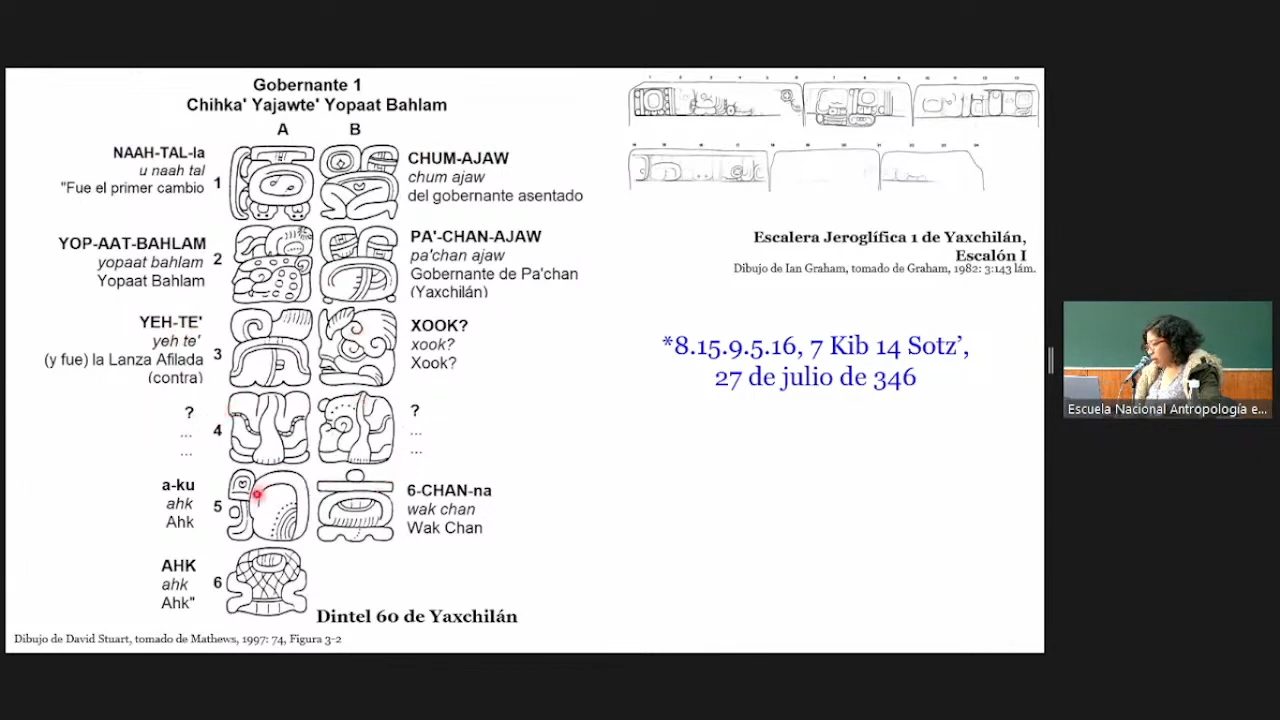 Gobernante 1
Chihka' Yajawte' Yopaat Bahlam
A B
NAAH-TAL-la
u naah tal
"Fue el primer cambio
1
CHUM-AJAW
chum ajaw
del gobernante asentado
YOP-AAT-BAHLAM
yopaat bahlam
Yopaat Bahlam
2
PA'-CHAN-AJAW
pa'chan ajaw
Gobernante de Pa'chan
(Yaxchilán)
YEH-TE'
yeh te'
(y fue) la Lanza Afilada
(contra)
3
XOOK?
xook?
Xook?
?
...
...
4
?
...
...
a-ku
ahk
Ahk
5
6-CHAN-na
wak chan
Wak Chan
AHK
ahk
Ahk"
6
Dintel 60 de Yaxchilán
Dibujo de David Stuart, tomado de Mathews, 1997: 74, Figura 3-2
Escalera Jeroglífica 1 de Yaxchilán,
Escalón I
Dibujo de Ian Graham, tomado de Graham, 1982: 3:143 lám.
*8.15.9.5.16, 7 Kib 14 Sotz',
27 de julio de 346
Escuela Nacional Antropología e...